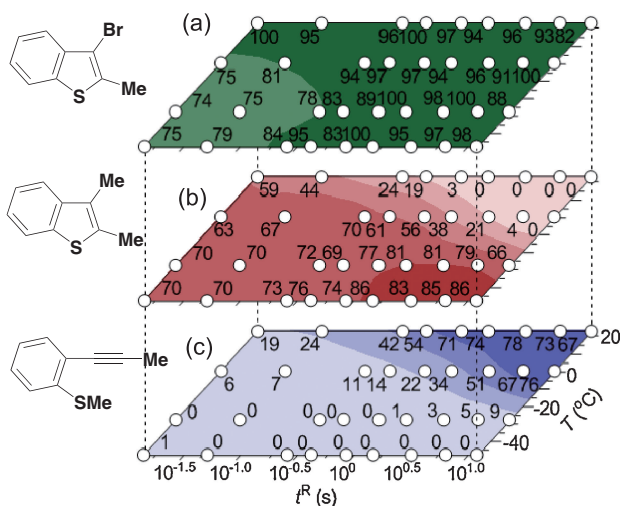 (a)
Br
Me
S
100 95 96 100 97 94 96 93 82
75 81 94 97 97 94 96 91 100
74 75 78 83 89 100 98 100 88
75 79 84 95 83 100 95 97 98
(b)
Me
Me
S
59 44 24 19 3 0 0 0 0
63 67 70 61 56 38 21 4 0
70 70 72 69 77 81 81 79 66
70 70 73 76 74 86 83 85 86
(c)
Me
SMe
19 24 42 54 71 74 78 73 67
6 7 11 14 22 34 51 67 76
0 0 0 0 0 1 3 5 9
1 0 0 0 0 0 0 0 0
20
0
-20
-40
T (ºC)
10^-1.5 10^-1.0 10^-0.5 10^0 10^0.5 10^1.0
t^R (s)